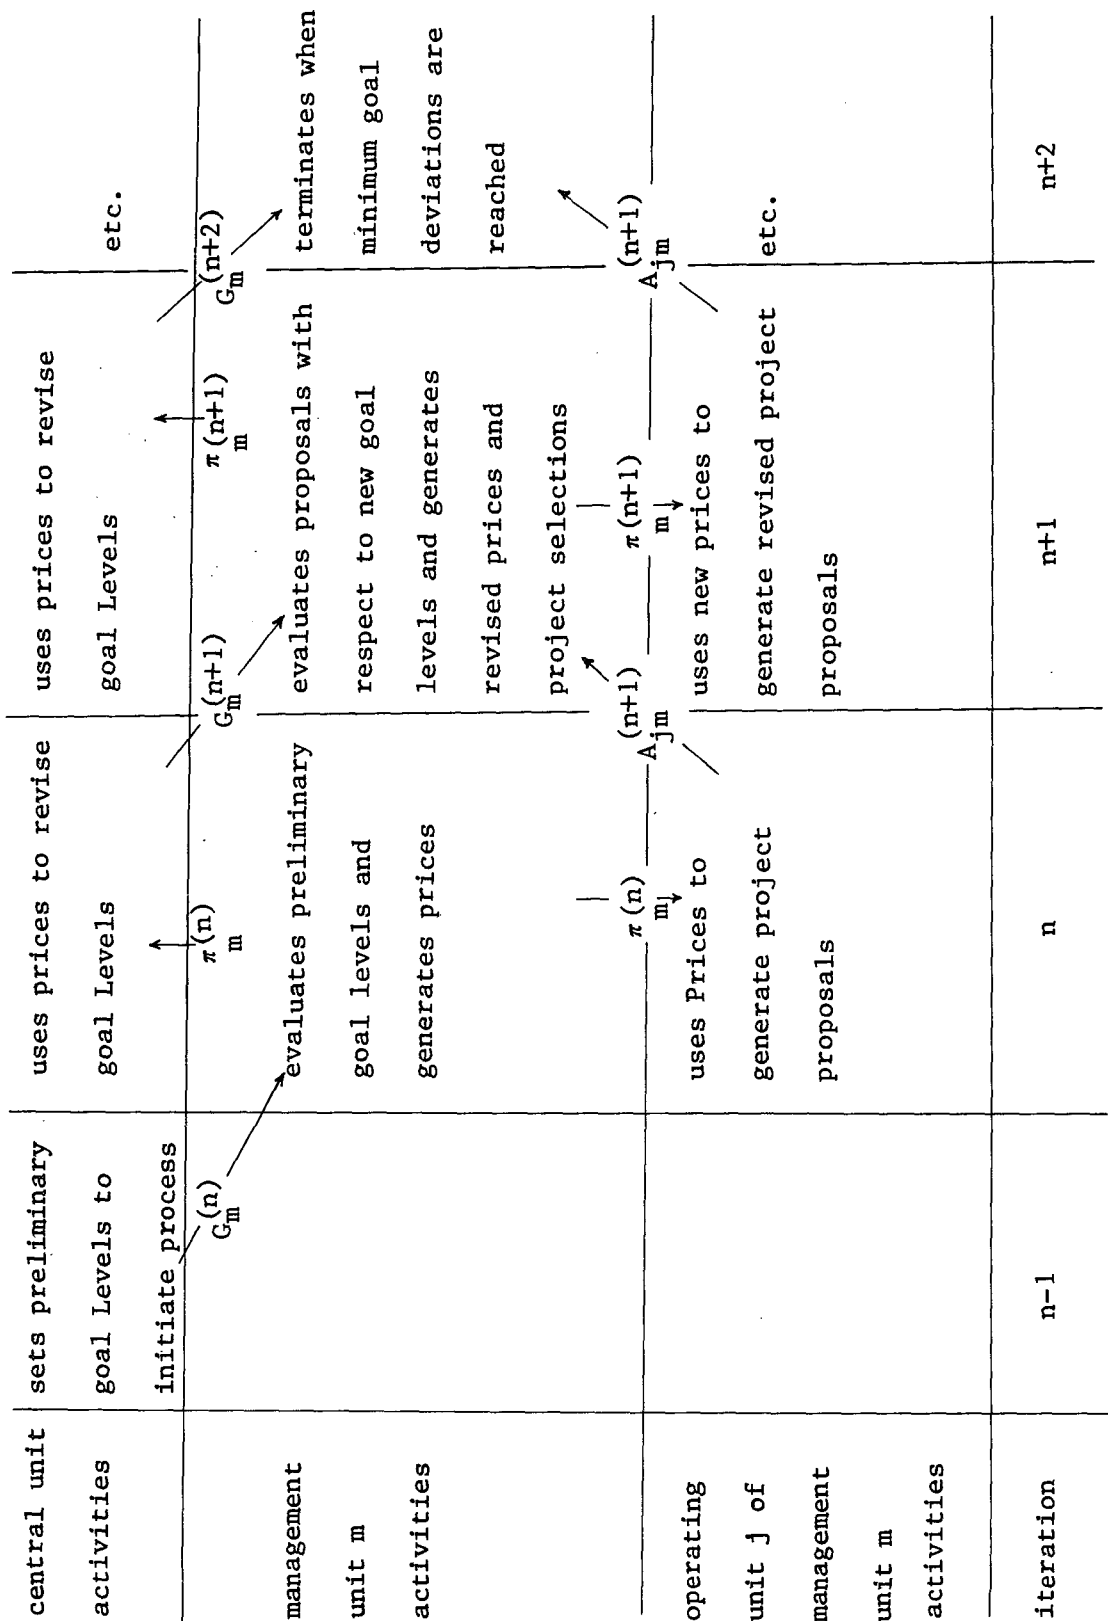 central unit
activities
sets preliminary
goal Levels to
initiate process
uses prices to revise
goal Levels
uses prices to revise
goal Levels
etc.
G_m^(n)
π_m^(n)
G_m^(n+1)
π_m^(n+1)
G_m^(n+2)
management
unit m
activities
evaluates preliminary
goal levels and
generates prices
evaluates proposals with
respect to new goal
levels and generates
revised prices and
project selections
terminates when
minimum goal
deviations are
reached
π_m^(n)
A_jm^(n+1)
π_m^(n+1)
A_jm^(n+1)
operating
unit j of
management
unit m
activities
uses Prices to
generate project
proposals
uses new prices to
generate revised project
proposals
etc.
iteration
n-1
n
n+1
n+2